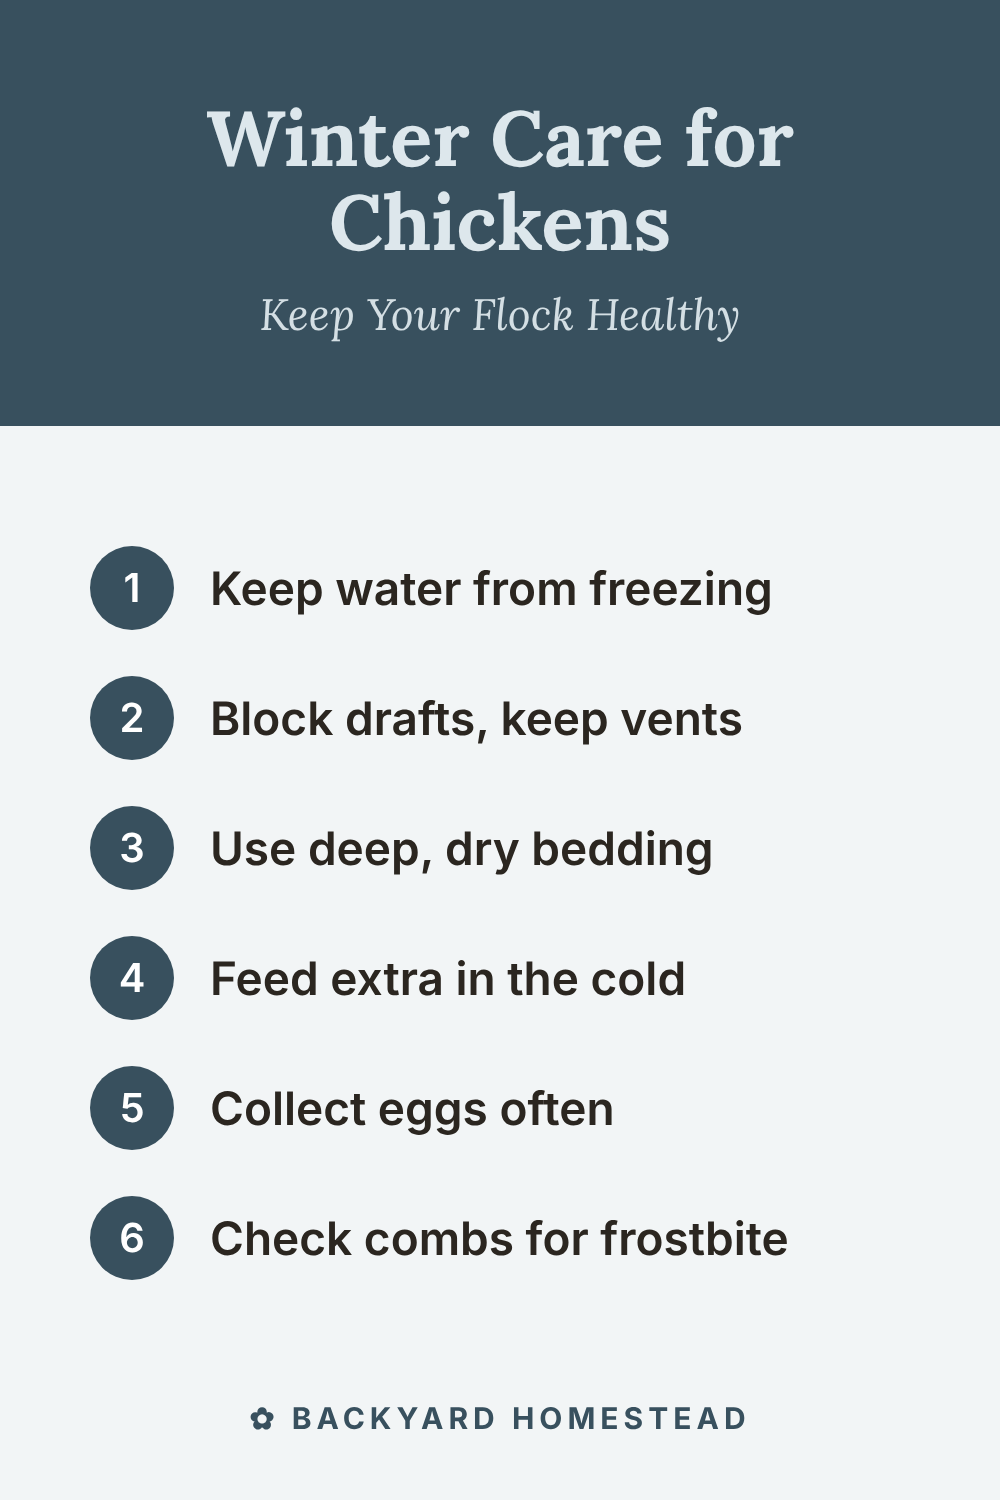 Winter Care for
Chickens
Keep Your Flock Healthy
1 Keep water from freezing
2 Block drafts, keep vents
3 Use deep, dry bedding
4 Feed extra in the cold
5 Collect eggs often
6 Check combs for frostbite
✿ BACKYARD HOMESTEAD